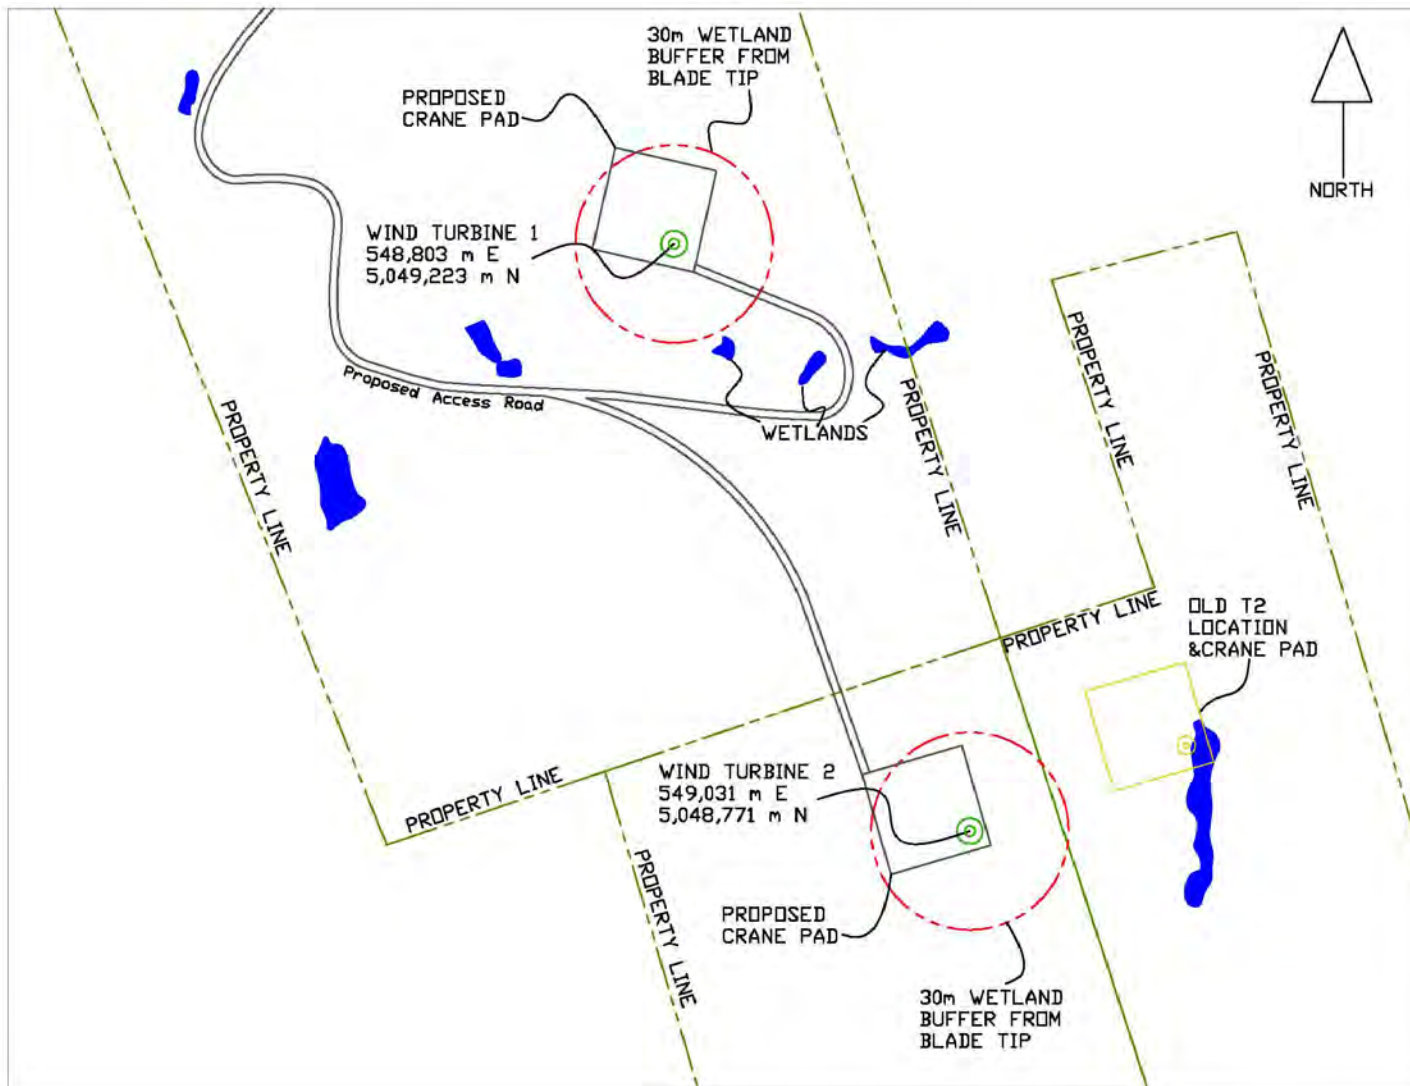 30m WETLAND
BUFFER FROM
BLADE TIP
PROPOSED
CRANE PAD
NORTH
WIND TURBINE 1
548,803 m E
5,049,223 m N
PROPERTY LINE
PROPERTY LINE
Proposed Access Road
PROPERTY LINE
PROPERTY LINE
WETLANDS
OLD T2
LOCATION
&CRANE PAD
PROPERTY LINE
WIND TURBINE 2
549,031 m E
5,048,771 m N
PROPERTY LINE
PROPERTY LINE
PROPOSED
CRANE PAD
30m WETLAND
BUFFER FROM
BLADE TIP